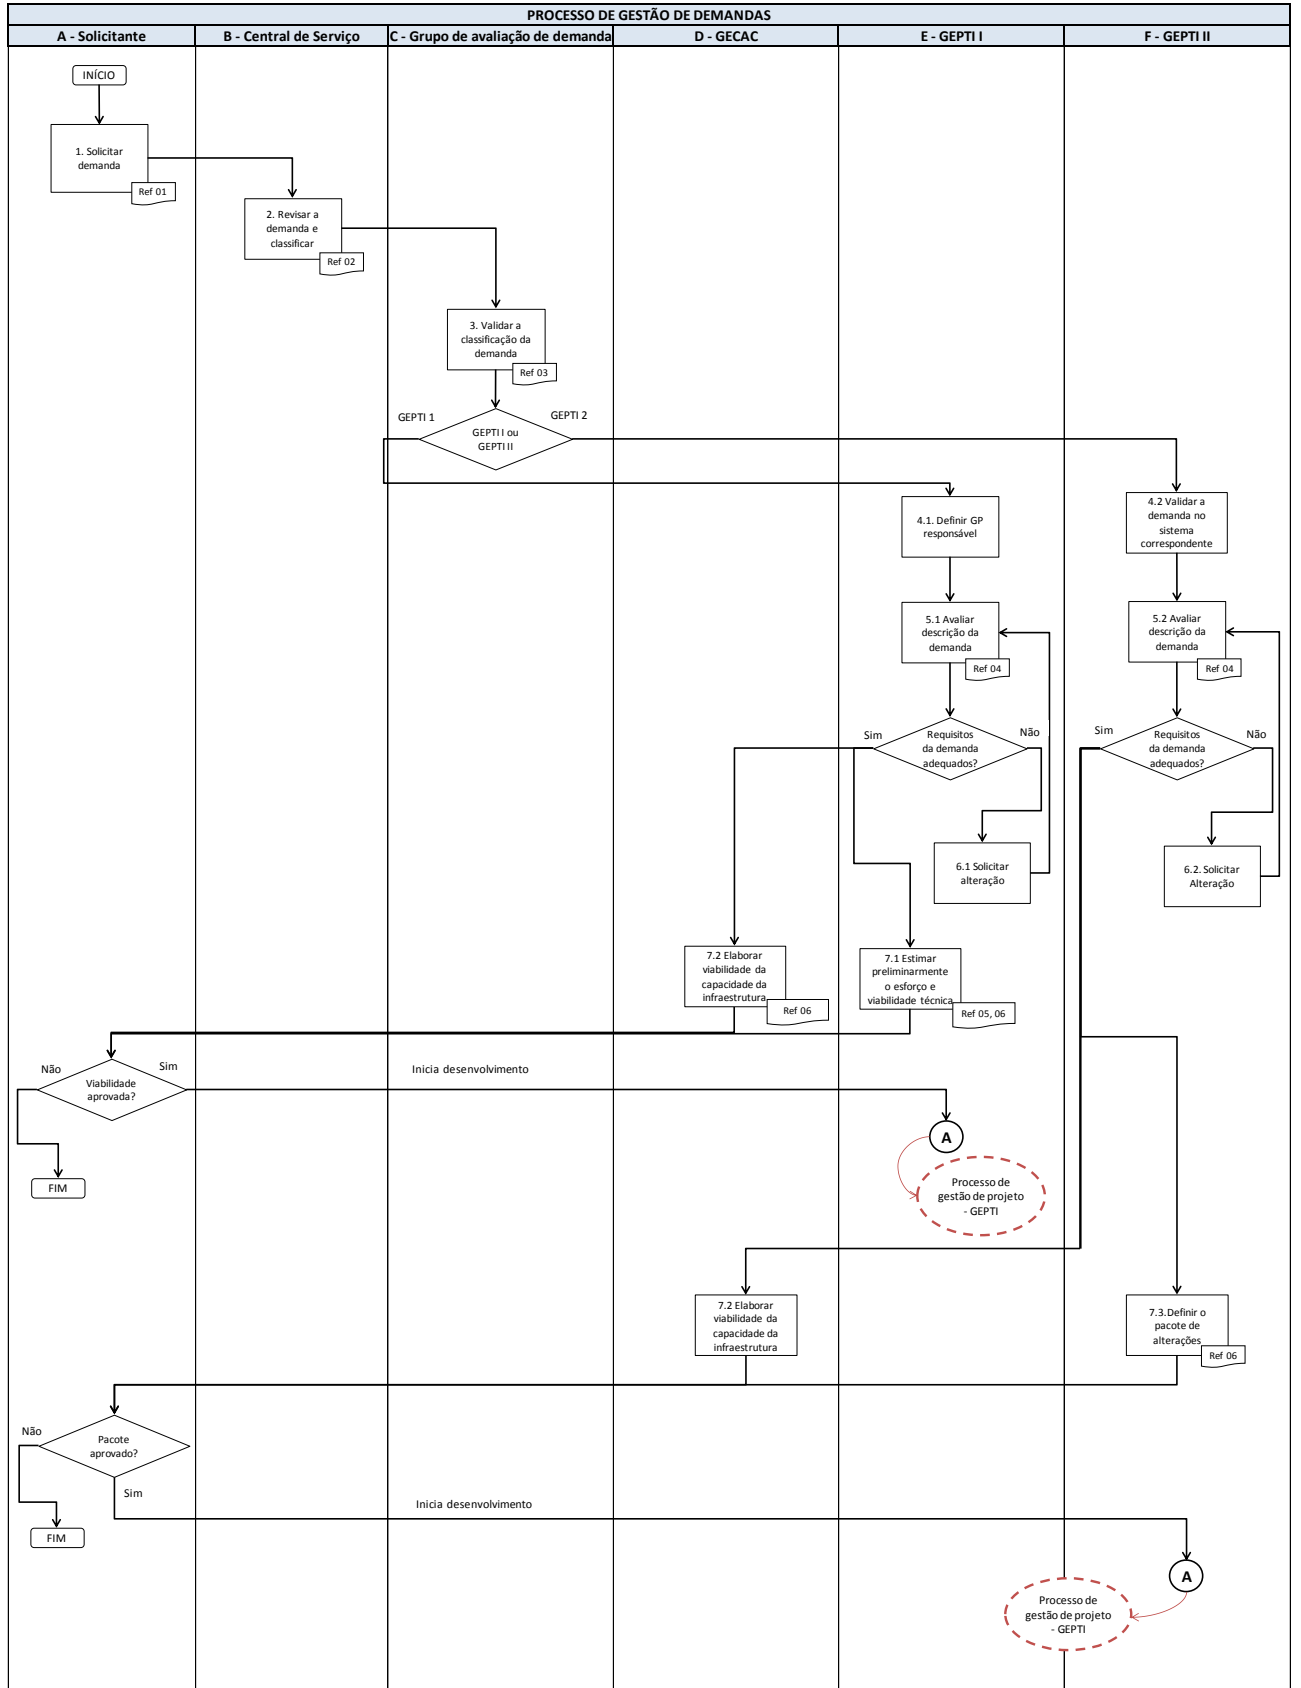 PROCESSO DE GESTÃO DE DEMANDAS
A - Solicitante
B - Central de Serviço
C - Grupo de avaliação de demanda
D - GECAC
E - GEPTI I
F - GEPTI II
INÍCIO
1. Solicitar
demanda
Ref 01
2. Revisar a
demanda e
classificar
Ref 02
3. Validar a
classificação da
demanda
Ref 03
GEPTI 1
GEPTI 2
GEPTI I ou
GEPTI II
4.1. Definir GP
responsável
4.2 Validar a
demanda no
sistema
correspondente
5.1 Avaliar
descrição da
demanda
Ref 04
5.2 Avaliar
descrição da
demanda
Ref 04
Sim
Requisitos
da demanda
adequados?
Não
Sim
Requisitos
da demanda
adequados?
Não
6.1 Solicitar
alteração
6.2. Solicitar
Alteração
7.2 Elaborar
viabilidade da
capacidade da
infraestrutura
Ref 06
7.1 Estimar
preliminarmente
o esforço e
viabilidade técnica
Ref 05, 06
Não
Sim
Viabilidade
aprovada?
Inicia desenvolvimento
A
FIM
Processo de
gestão de projeto
- GEPTI
7.2 Elaborar
viabilidade da
capacidade da
infraestrutura
7.3.Definir o
pacote de
alterações
Ref 06
Não
Pacote
aprovado?
Sim
Inicia desenvolvimento
FIM
A
Processo de
gestão de projeto
- GEPTI